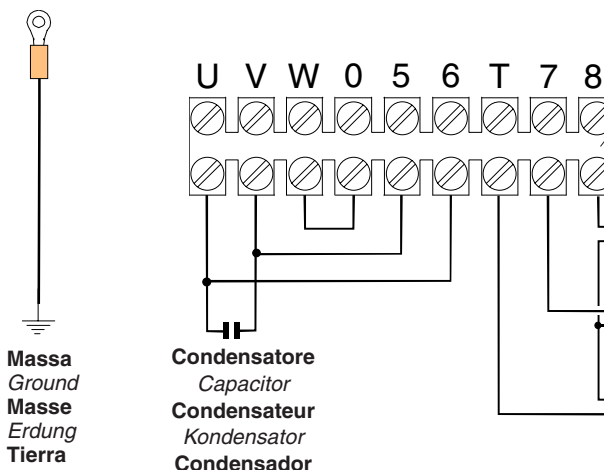 U V W 0 5 6 T 7 8
Massa
Ground
Masse
Erdung
Tierra
Condensatore
Capacitor
Condensateur
Kondensator
Condensador